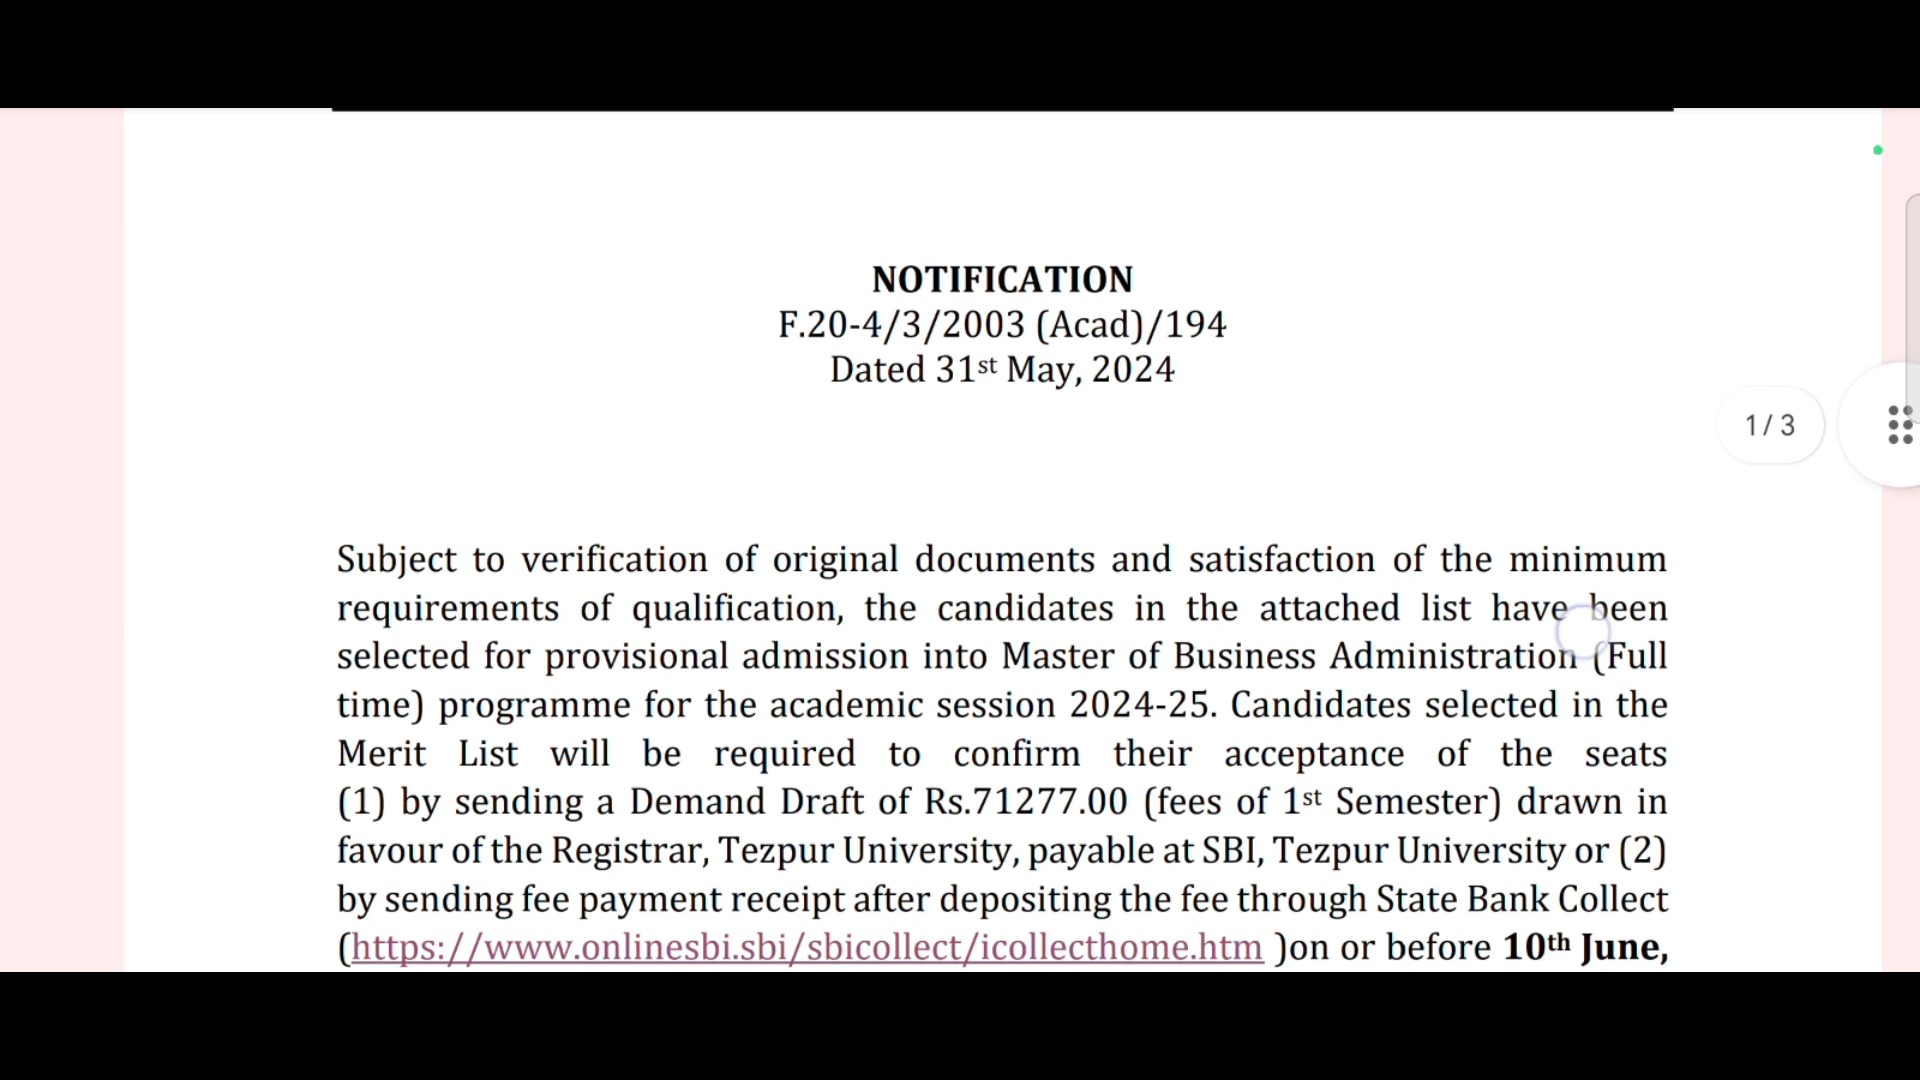 NOTIFICATION
F.20-4/3/2003 (Acad)/194
Dated 31st May, 2024
1 / 3
Subject to verification of original documents and satisfaction of the minimum
requirements of qualification, the candidates in the attached list have been
selected for provisional admission into Master of Business Administration (Full
time) programme for the academic session 2024-25. Candidates selected in the
Merit List will be required to confirm their acceptance of the seats
(1) by sending a Demand Draft of Rs.71277.00 (fees of 1st Semester) drawn in
favour of the Registrar, Tezpur University, payable at SBI, Tezpur University or (2)
by sending fee payment receipt after depositing the fee through State Bank Collect
(https://www.onlinesbi.sbi/sbicollect/icollecthome.htm )on or before 10th June,